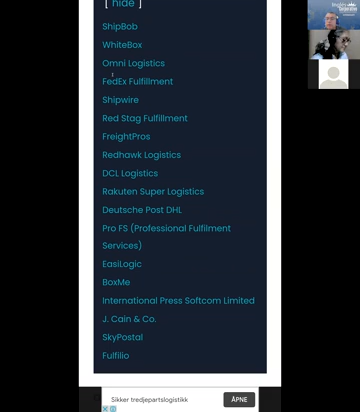 [ hide ]
ShipBob
WhiteBox
Omni Logistics
FedEx Fulfillment
Shipwire
Red Stag Fulfillment
FreightPros
Redhawk Logistics
DCL Logistics
Rakuten Super Logistics
Deutsche Post DHL
Pro FS (Professional Fulfilment
Services)
EasiLogic
BoxMe
International Press Softcom Limited
J. Cain & Co.
SkyPostal
Fulfilio
Sikker tredjepartslogistikk
ÅPNE